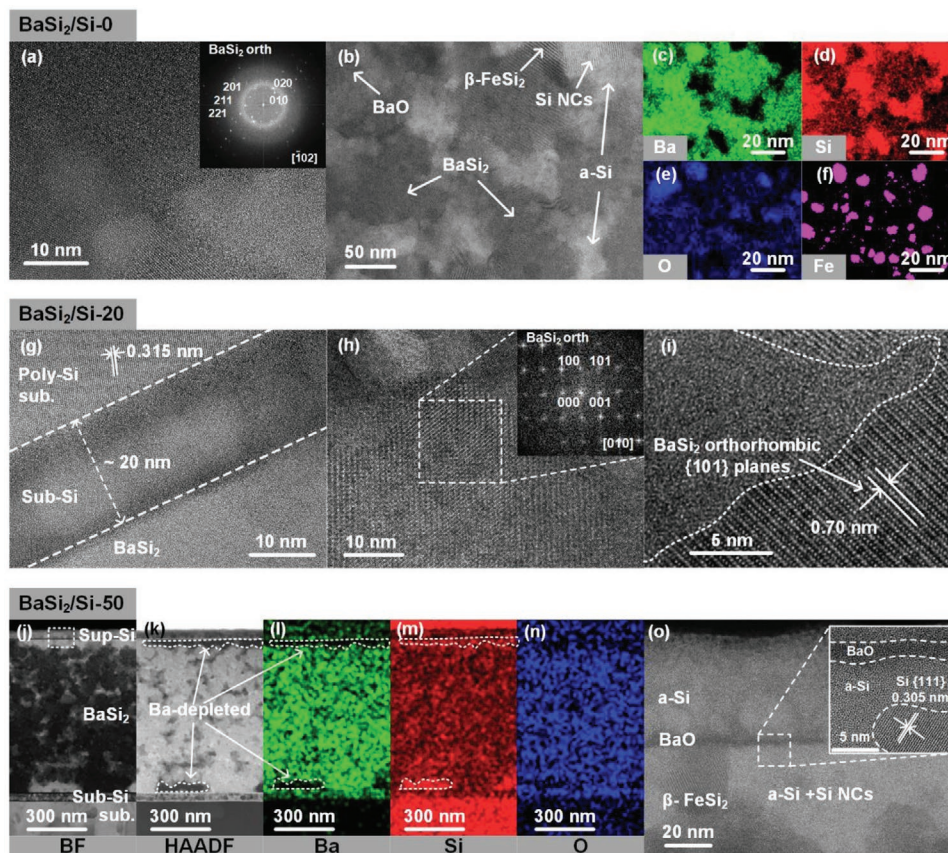 BaSi₂/Si-0
(a)
BaSi₂ orth
201
020
211
010
221
[1̄02]
10 nm
(b)
BaO
β-FeSi₂
Si NCs
BaSi₂
a-Si
50 nm
(c)
Ba
20 nm
(d)
Si
20 nm
(e)
O
20 nm
(f)
Fe
20 nm
BaSi₂/Si-20
(g)
0.315 nm
Poly-Si
sub.
~ 20 nm
Sub-Si
BaSi₂
10 nm
(h)
BaSi₂ orth
100 101
000 001
[010]
10 nm
(i)
BaSi₂ orthorhombic
{101} planes
0.70 nm
5 nm
BaSi₂/Si-50
(j)
Sup-Si
BaSi₂
Sub-Si
sub.
300 nm
BF
(k)
Ba-depleted
300 nm
HAADF
(l)
300 nm
Ba
(m)
300 nm
Si
(n)
300 nm
O
(o)
a-Si
BaO
β- FeSi₂
a-Si +Si NCs
20 nm
BaO
a-Si
Si {111}
0.305 nm
5 nm